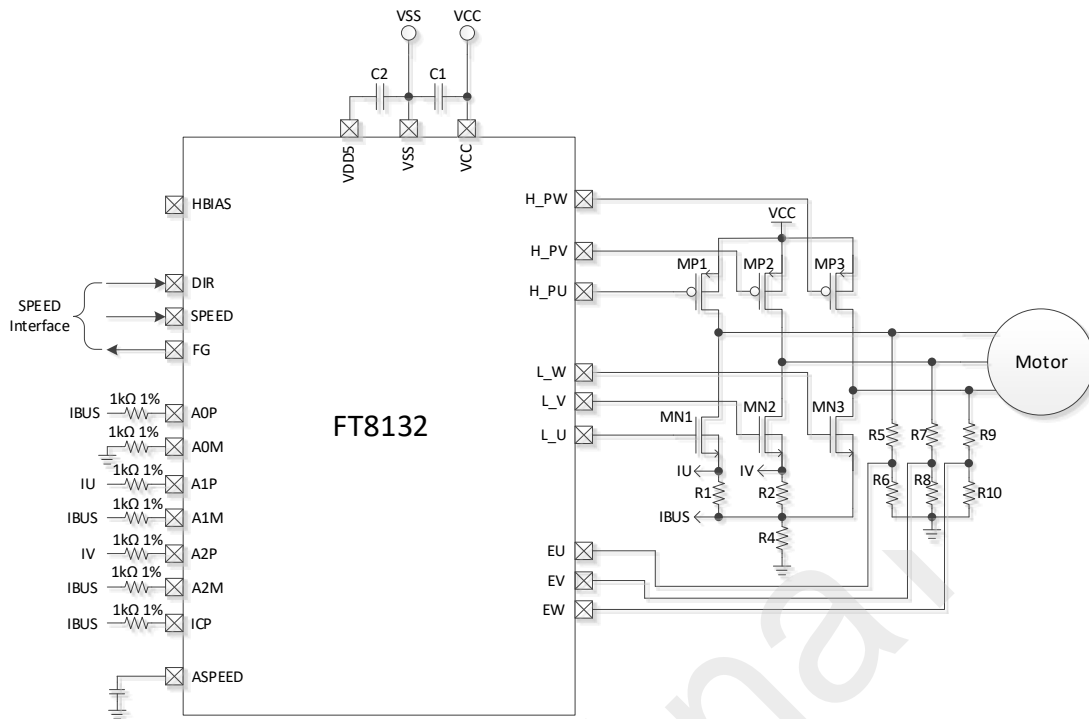 VSS VCC
C2 C1
VDD5 VSS VCC
HBIAS
DIR
SPEED
Interface
SPEED
FG
1kΩ 1%
IBUS A0P
1kΩ 1%
A0M
1kΩ 1%
IU A1P
1kΩ 1%
IBUS A1M
1kΩ 1%
IV A2P
1kΩ 1%
IBUS A2M
1kΩ 1%
IBUS ICP
ASPEED
FT8132
H_PW
H_PV
H_PU
L_W
L_V
L_U
EU
EV
EW
VCC
MP1 MP2 MP3
MN1 MN2 MN3
IU IV
R1 R2
IBUS
R4
R5 R7 R9
R6 R8 R10
Motor